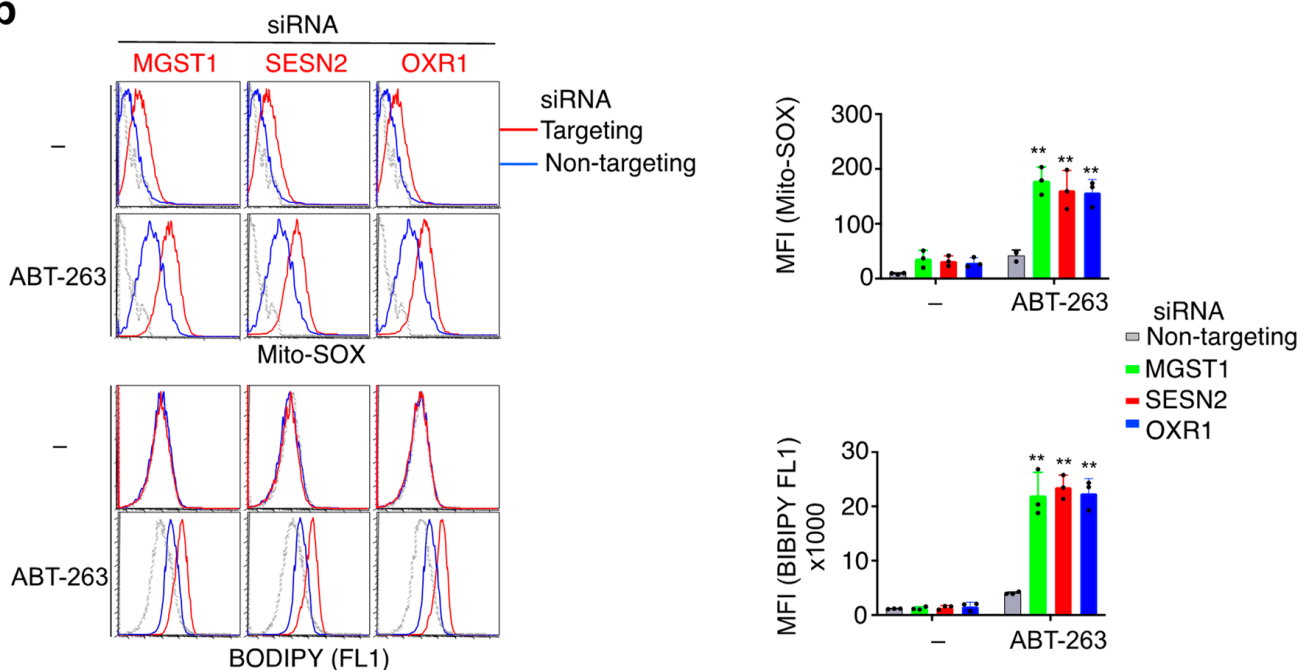 b
siRNA
MGST1 SESN2 OXR1
siRNA
Targeting
Non-targeting
–
ABT-263
Mito-SOX
–
ABT-263
BODIPY (FL1)
MFI (Mito-SOX)
300
200
100
0
** ** **
– ABT-263
siRNA
Non-targeting
MGST1
SESN2
OXR1
MFI (BIBIPY FL1)
x1000
30
20
10
0
** ** **
– ABT-263